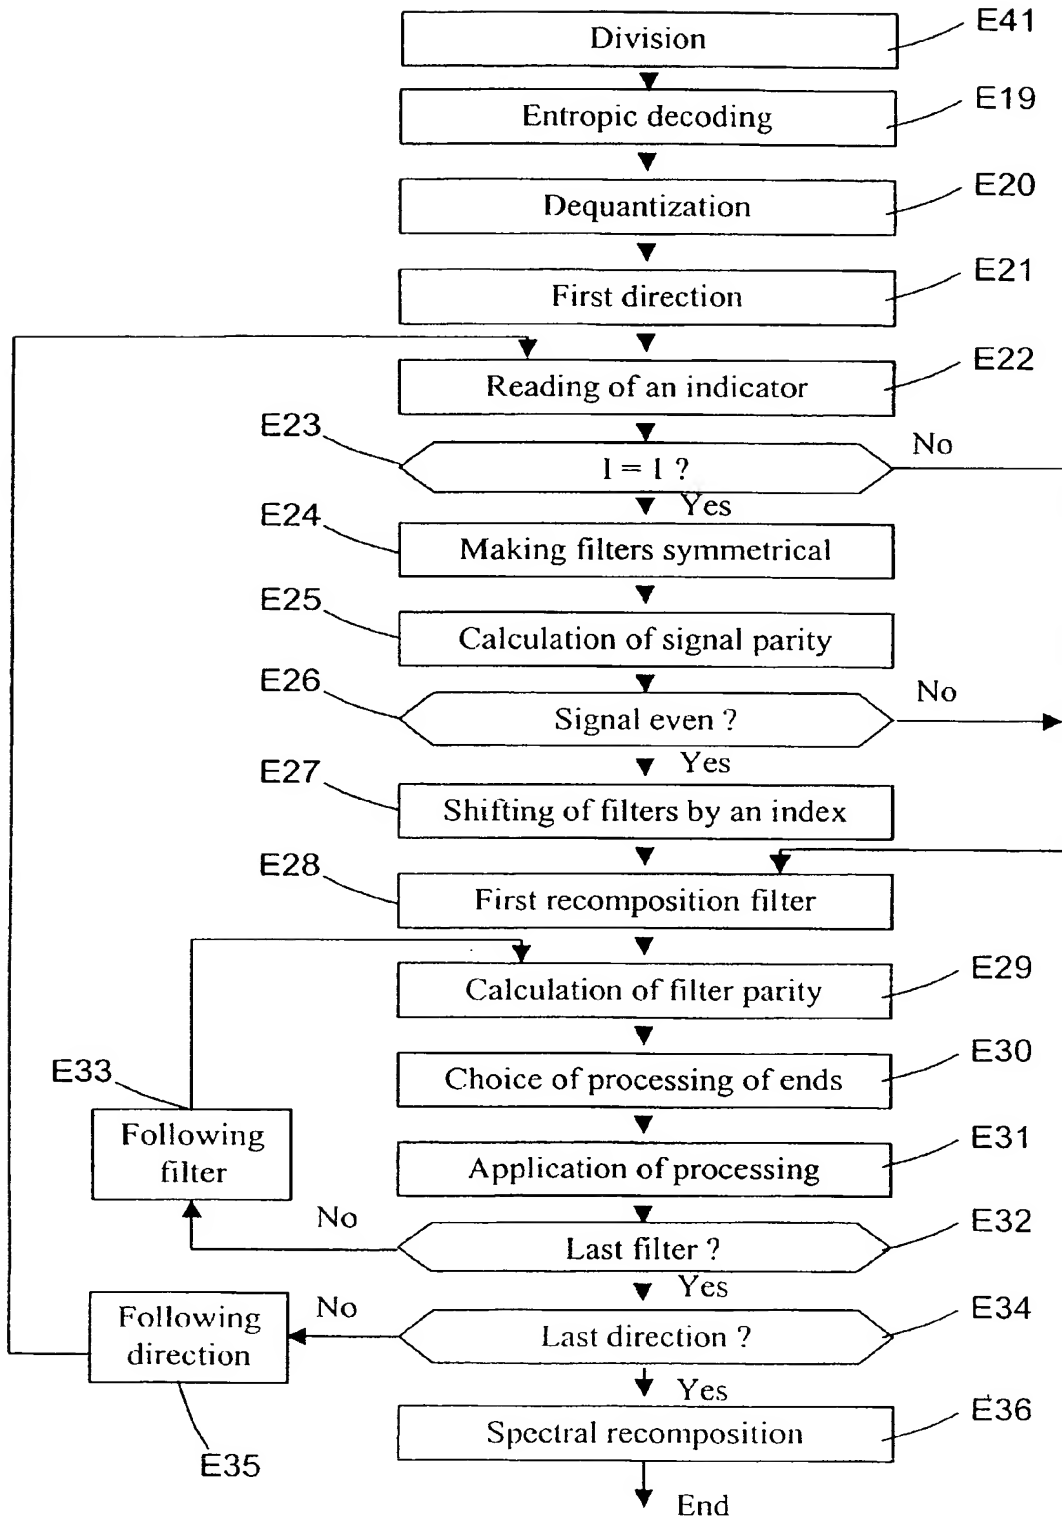 E41
Division
E19
Entropic decoding
E20
Dequantization
E21
First direction
E22
Reading of an indicator
E23
No
I = 1 ?
Yes
E24
Making filters symmetrical
E25
Calculation of signal parity
E26
No
Signal even ?
Yes
E27
Shifting of filters by an index
E28
First recomposition filter
E29
Calculation of filter parity
E30
E33
Choice of processing of ends
Following
filter
E31
Application of processing
No
E32
Last filter ?
Yes
Following
direction
No
E34
Last direction ?
Yes
E36
Spectral recomposition
E35
End